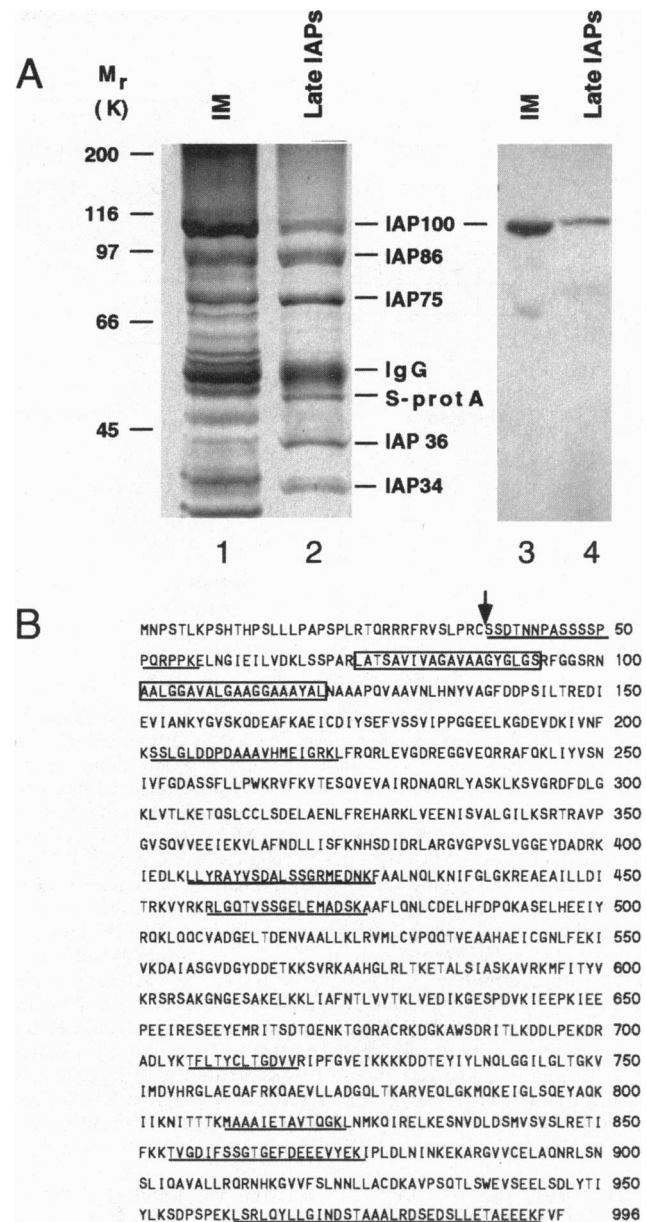 A
Mr
(K)
IM
Late IAPs
IM
Late IAPs
200
116
97
66
45
IAP100
IAP86
IAP75
IgG
S-prot A
IAP 36
IAP34
1
2
3
4
B
MNPSTLKPSHTHPSLLLPAPSPLRTQRRRFRVSLPRCSSDTNNPASSSSP 50
PQRPPKELNGIEILVDKLSSPARLATSAVIVAGAVAAGYGLGSRFGGSRN 100
AALGGAVALGAAGGAAAYALNAAAPQVAAVNLHNYVAGFDDPSILTREDI 150
EVIANKYGVSKQDEAFKAEICDIYSEFVSSVIPPGGEELKGDEVDKIVNF 200
KSSLGLDDPDAAAVHMEIGRKLFRQRLEVGDREGGVEQRRAFQKLIYVSN 250
IVFGDASSFLLPWKRVFKVTESQVEVAIRDNAQRLYASKLKSVGRDFDLG 300
KLVTLKETQSLCCLSDELAENLFREHARKLVEENISVALGILKSRTRAVP 350
GVSQVVEEIEKVLAFNDLLISFKNHSDIDRLARGVGPVSLVGGEYDADRK 400
IEDLKLLYRAYVSDALSSGRMEDNKFAALNQLKNIFGLGKREAEAILLDI 450
TRKVYRKRLGQTVSSGELEMADSKAAFLQNLCDELHFDPQKASELHEEIY 500
RQKLQQCVADGELTDENVAALLKLRVMLCVPQQTVEAAHAEICGNLFEKI 550
VKDAIASGVDGYDDETKKSVRKAAHGLRLTKETALSIASKAVRKMFITYV 600
KRSRSAKGNGESAKELKKLIAFNTLVVTKLVEDIKGESPDVKIEEPKIEE 650
PEEIRESEEYEMRITSDTQENKTGQRACRKDGKAWSDRITLKDDLPEKDR 700
ADLYKTFLTYCLTGDVVRIPFGVEIKKKKDDTEYIYLNQLGGILGLTGKV 750
IMDVHRGLAEQAFRKQAEVLLADGQLTKARVEQLGKMQKEIGLSQEYAQK 800
IIKNITTTKMAAAIETAVTQGKLNMKQIRELKESNVDLDSMVSVSLRETI 850
FKKTVGDIFSSGTGEFDEEEVYEKIPLDLNINKEKARGVVCELAQNRLSN 900
SLIQAVALLRQRNHKGVVFSLNNLLACDKAVPSQTLSWEVSEELSDLYTI 950
YLKSDPSPEKLSRLQYLLGINDSTAAALRDSEDSLLETAEEEKFVF 996